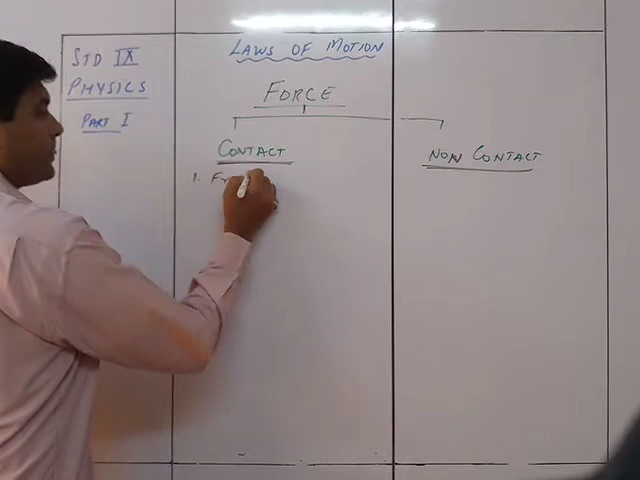 STD IX
PHYSICS
PART I
LAWS OF MOTION
FORCE
CONTACT
NON CONTACT
1.